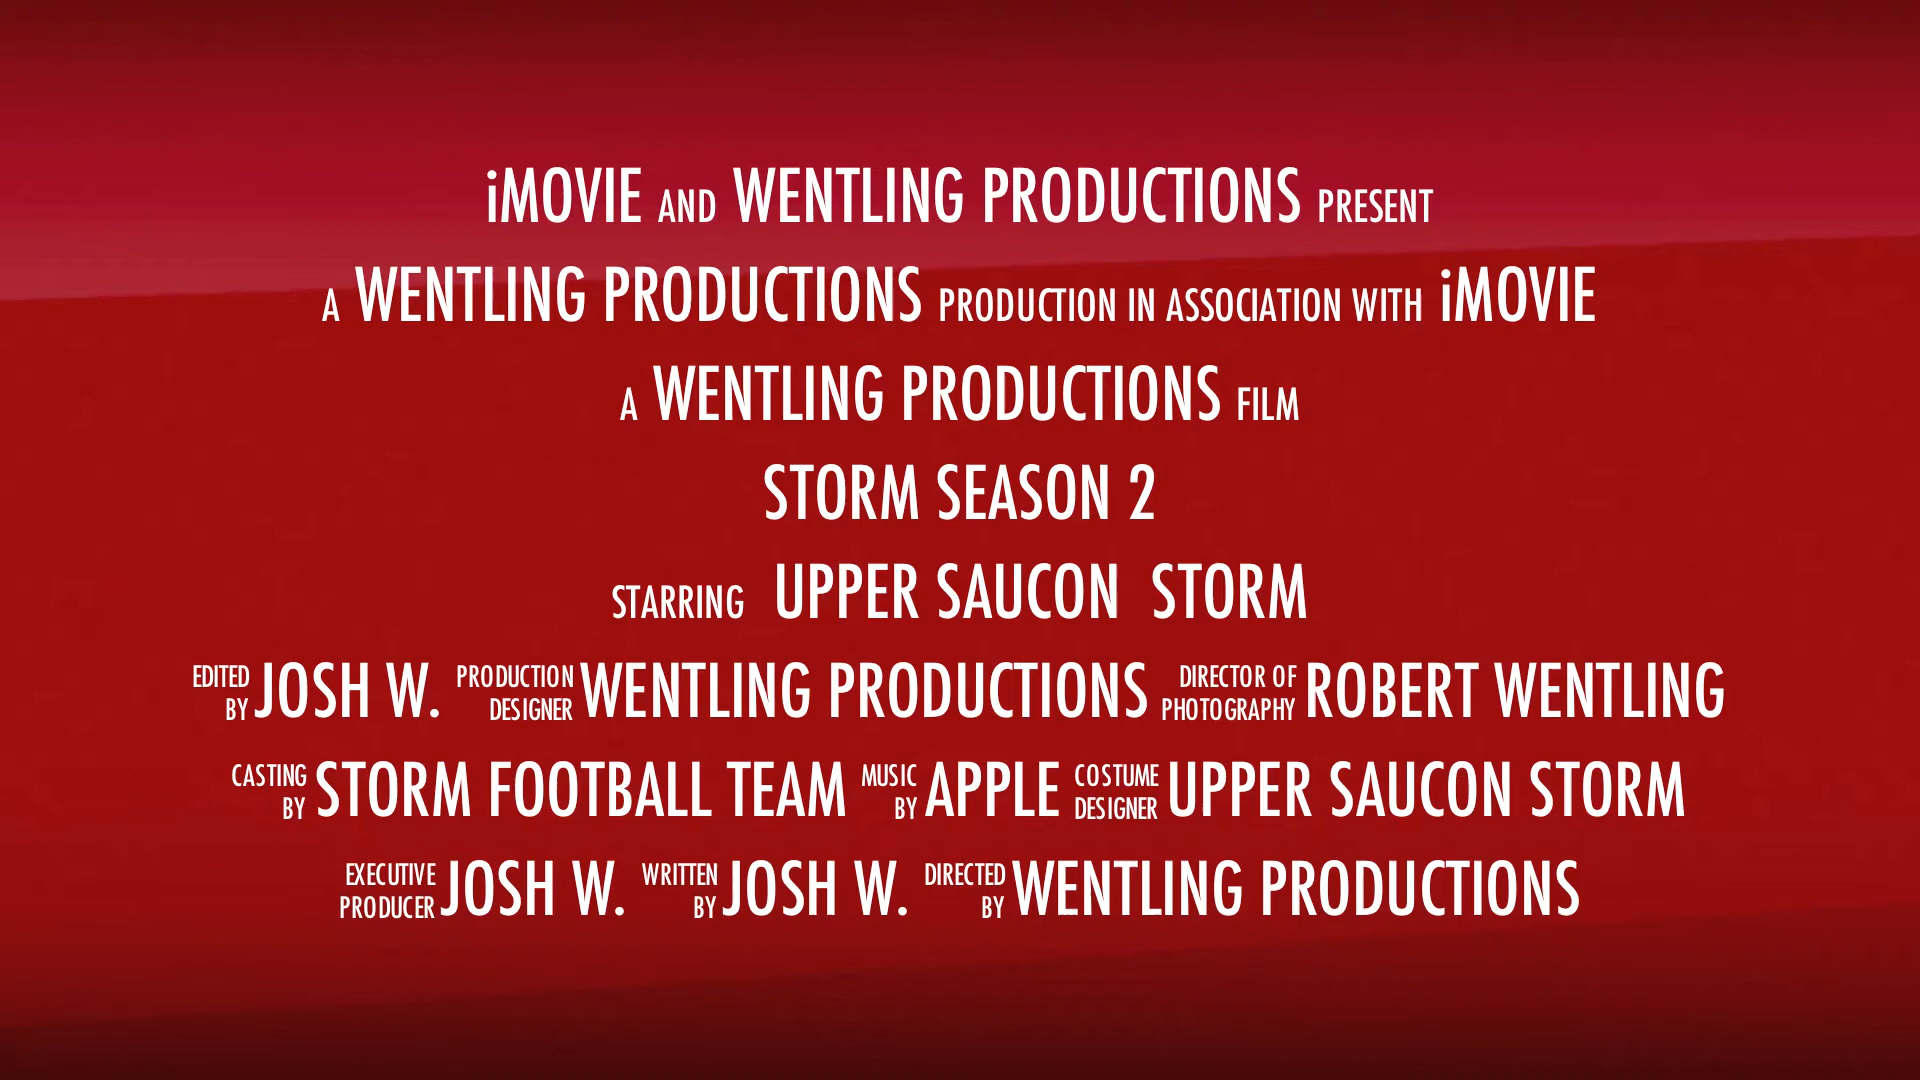 iMOVIE AND WENTLING PRODUCTIONS PRESENT
A WENTLING PRODUCTIONS PRODUCTION IN ASSOCIATION WITH iMOVIE
A WENTLING PRODUCTIONS FILM
STORM SEASON 2
STARRING UPPER SAUCON STORM
EDITED BY JOSH W. PRODUCTION DESIGNER WENTLING PRODUCTIONS DIRECTOR OF PHOTOGRAPHY ROBERT WENTLING
CASTING BY STORM FOOTBALL TEAM MUSIC BY APPLE COSTUME DESIGNER UPPER SAUCON STORM
EXECUTIVE PRODUCER JOSH W. WRITTEN BY JOSH W. DIRECTED BY WENTLING PRODUCTIONS